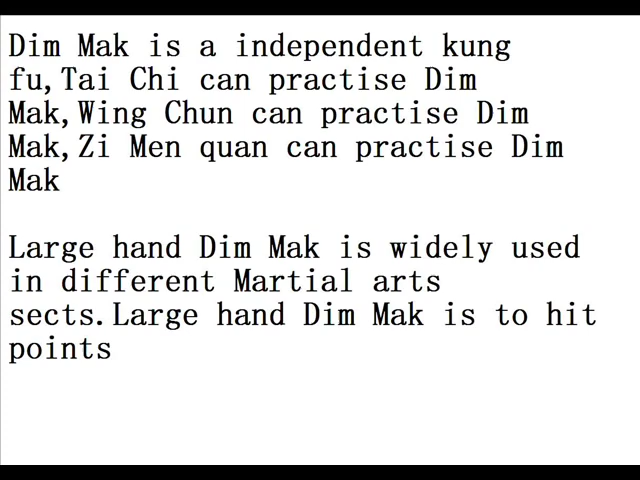 Dim Mak is a independent kung
fu,Tai Chi can practise Dim
Mak,Wing Chun can practise Dim
Mak,Zi Men quan can practise Dim
Mak
Large hand Dim Mak is widely used
in different Martial arts
sects.Large hand Dim Mak is to hit
points